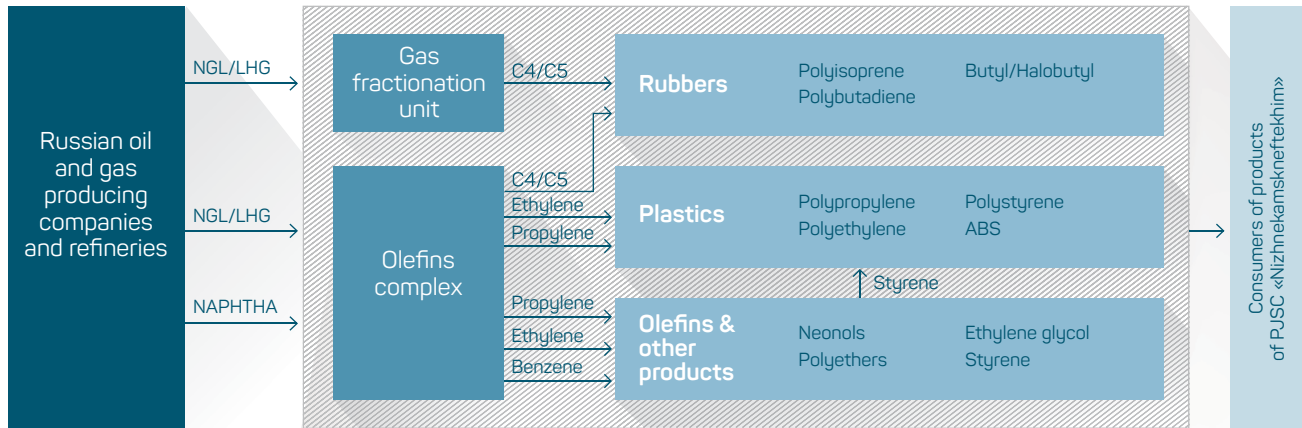 Russian oil
and gas
producing
companies
and refineries
NGL/LHG
NGL/LHG
NAPHTHA
Gas
fractionation
unit
C4/C5
Olefins
complex
C4/C5
Ethylene
Propylene
Propylene
Ethylene
Benzene
Rubbers
Polyisoprene
Polybutadiene
Butyl/Halobutyl
Plastics
Polypropylene
Polyethylene
Polystyrene
ABS
Styrene
Olefins &
other
products
Neonols
Polyethers
Ethylene glycol
Styrene
Consumers of products
of PJSC «Nizhnekamskneftekhim»